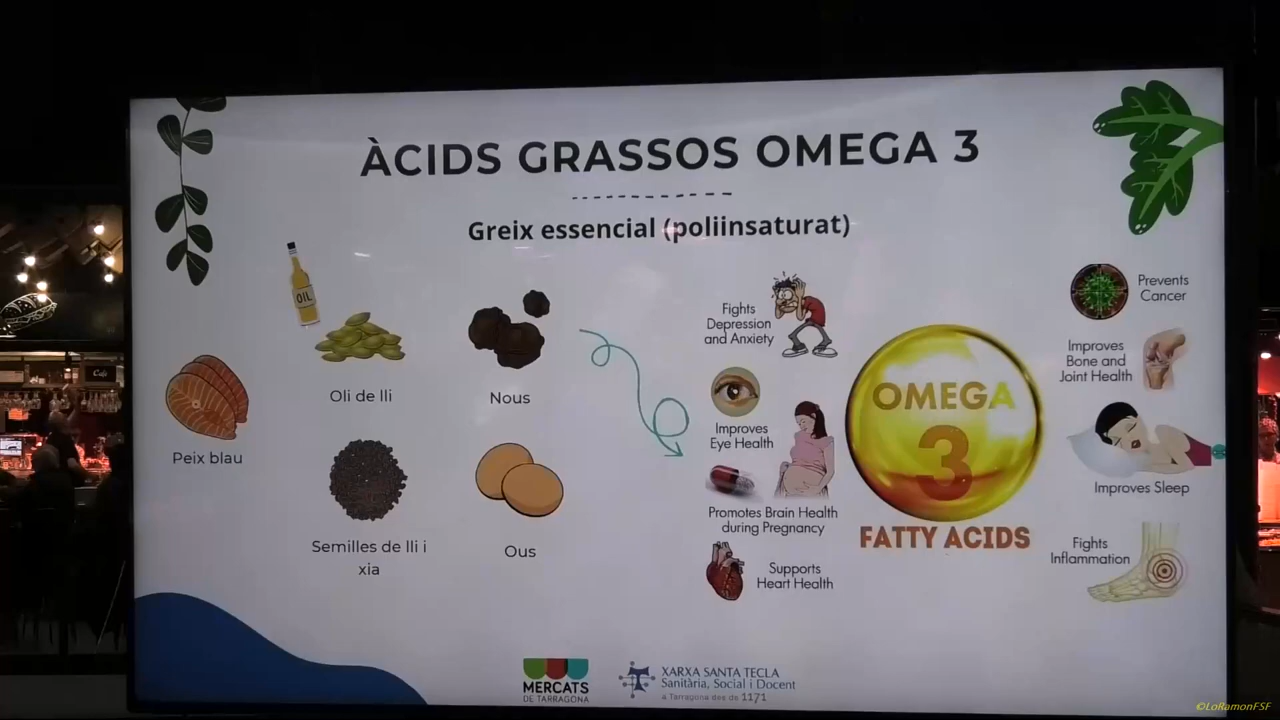 ÀCIDS GRASSOS OMEGA 3
Greix essencial (poliinsaturat)
OIL
Oli de lli
Nous
Peix blau
Semilles de lli i
xia
Ous
Fights
Depression
and Anxiety
Improves
Eye Health
Promotes Brain Health
during Pregnancy
Supports
Heart Health
OMEGA
3
FATTY ACIDS
Prevents
Cancer
Improves
Bone and
Joint Health
Improves Sleep
Fights
Inflammation
MERCATS
DE TARRAGONA
XARXA SANTA TECLA
Sanitària, Social i Docent
a Tarragona des de 1171
Cafe
©LoRamonFSF